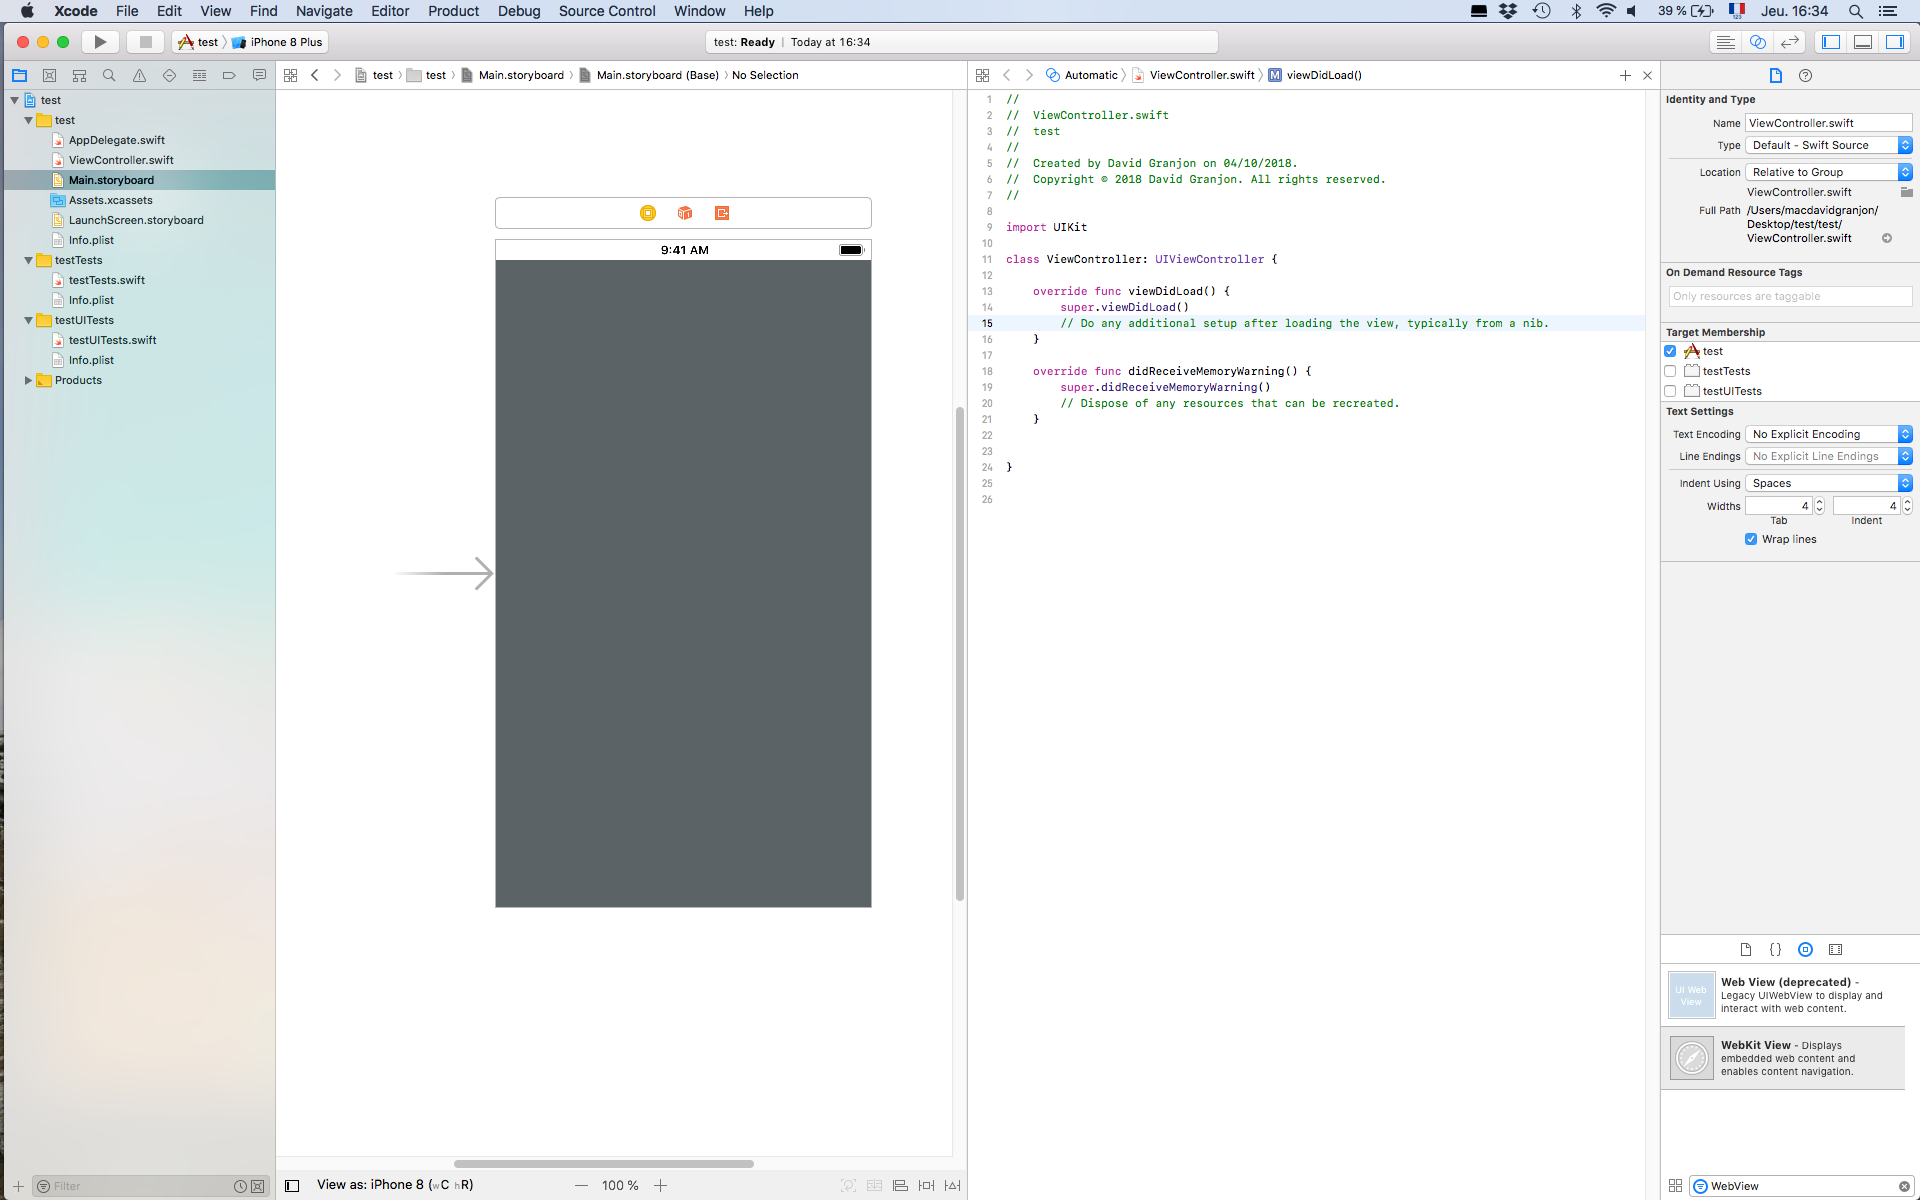 Xcode File Edit View Find Navigate Editor Product Debug Source Control Window Help 39 % Jeu. 16:34
test iPhone 8 Plus test: Ready | Today at 16:34
test test Main.storyboard Main.storyboard (Base) No Selection
Automatic ViewController.swift M viewDidLoad()
test
test
AppDelegate.swift
ViewController.swift
Main.storyboard
Assets.xcassets
LaunchScreen.storyboard
Info.plist
testTests
testTests.swift
Info.plist
testUITests
testUITests.swift
Info.plist
Products
Filter
9:41 AM
View as: iPhone 8 (wC hR) — 100 % +
1 //
2 //  ViewController.swift
3 //  test
4 //
5 //  Created by David Granjon on 04/10/2018.
6 //  Copyright © 2018 David Granjon. All rights reserved.
7 //
8
9 import UIKit
10
11 class ViewController: UIViewController {
12
13     override func viewDidLoad() {
14         super.viewDidLoad()
15         // Do any additional setup after loading the view, typically from a nib.
16     }
17
18     override func didReceiveMemoryWarning() {
19         super.didReceiveMemoryWarning()
20         // Dispose of any resources that can be recreated.
21     }
22
23
24 }
25
26
Identity and Type
Name ViewController.swift
Type Default - Swift Source
Location Relative to Group
ViewController.swift
Full Path /Users/macdavidgranjon/
Desktop/test/test/
ViewController.swift
On Demand Resource Tags
Only resources are taggable
Target Membership
test
testTests
testUITests
Text Settings
Text Encoding No Explicit Encoding
Line Endings No Explicit Line Endings
Indent Using Spaces
Widths 4 4
Tab Indent
Wrap lines
{}
UI Web
View
Web View (deprecated) -
Legacy UIWebView to display and
interact with web content.
WebKit View - Displays
embedded web content and
enables content navigation.
WebView